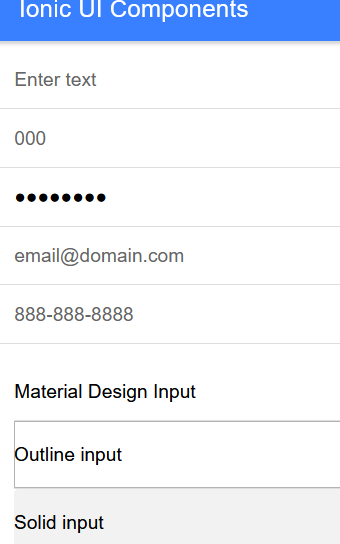 Ionic UI Components
Enter text
000
••••••••
email@domain.com
888-888-8888
Material Design Input
Outline input
Solid input